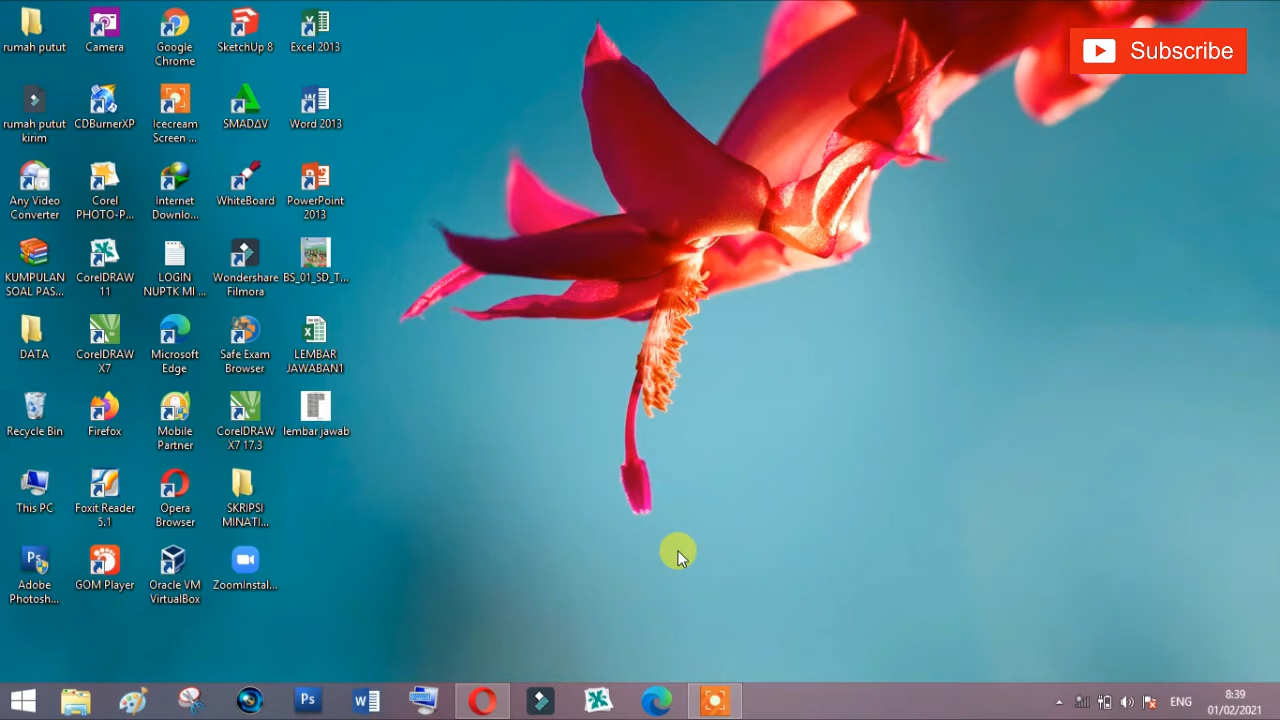 Subscribe
rumah putut
Camera
Google
Chrome
SketchUp 8
Excel 2013
rumah putut
kirim
CDBurnerXP
Icecream
Screen ...
SMADΔV
Word 2013
Any Video
Converter
Corel
PHOTO-P...
Internet
Downlo...
WhiteBoard
PowerPoint
2013
KUMPULAN
SOAL PAS...
CorelDRAW
11
LOGIN
NUPTK MI ...
Wondershare
Filmora
BS_01_SD_T...
DATA
CorelDRAW
X7
Microsoft
Edge
Safe Exam
Browser
LEMBAR
JAWABAN1
Recycle Bin
Firefox
Mobile
Partner
CorelDRAW
X7 17.3
lembar jawab
This PC
Foxit Reader
5.1
Opera
Browser
SKRIPSI
MINATI...
Ps
Adobe
Photosh...
GOM Player
Oracle VM
VirtualBox
ZoomInstal...
Ps
ENG
8:39
01/02/2021